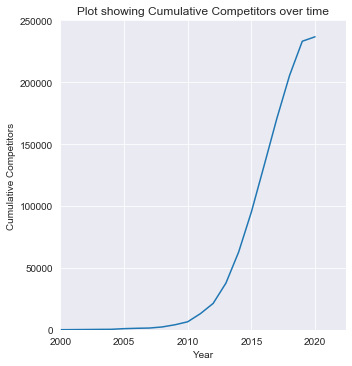 Plot showing Cumulative Competitors over time
250000
200000
150000
100000
50000
0
Cumulative Competitors
2000 2005 2010 2015 2020
Year